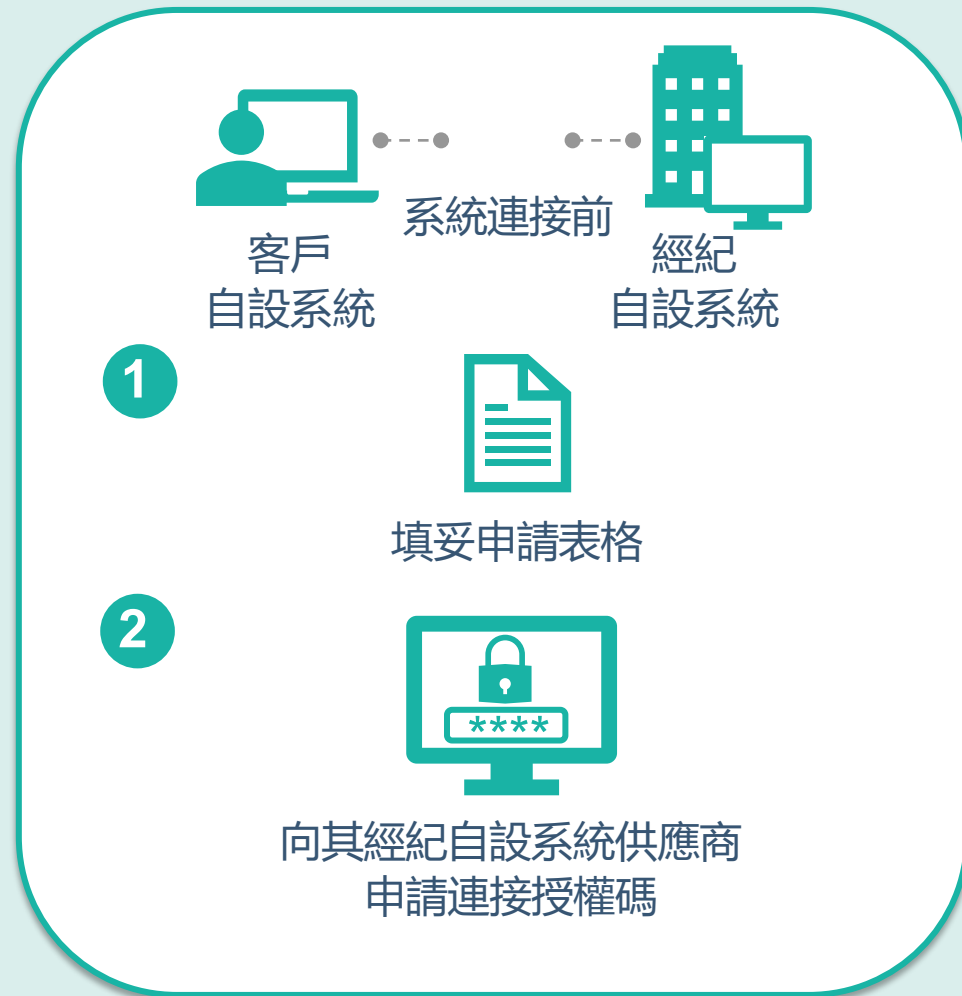 系統連接前
客戶
自設系統
經紀
自設系統
1
填妥申請表格
2
****
向其經紀自設系統供應商
申請連接授權碼